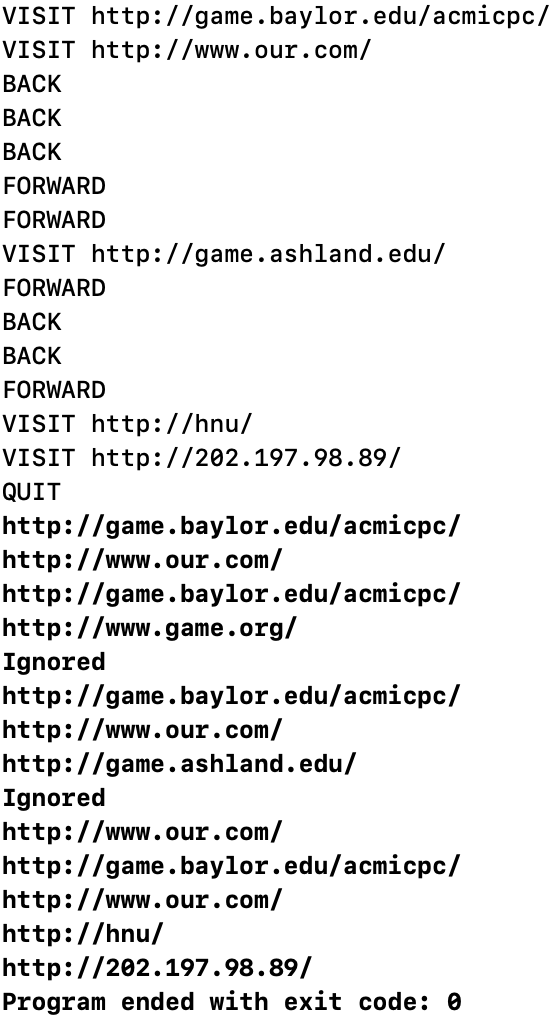 VISIT http://game.baylor.edu/acmicpc/
VISIT http://www.our.com/
BACK
BACK
BACK
FORWARD
FORWARD
VISIT http://game.ashland.edu/
FORWARD
BACK
BACK
FORWARD
VISIT http://hnu/
VISIT http://202.197.98.89/
QUIT
http://game.baylor.edu/acmicpc/
http://www.our.com/
http://game.baylor.edu/acmicpc/
http://www.game.org/
Ignored
http://game.baylor.edu/acmicpc/
http://www.our.com/
http://game.ashland.edu/
Ignored
http://www.our.com/
http://game.baylor.edu/acmicpc/
http://www.our.com/
http://hnu/
http://202.197.98.89/
Program ended with exit code: 0